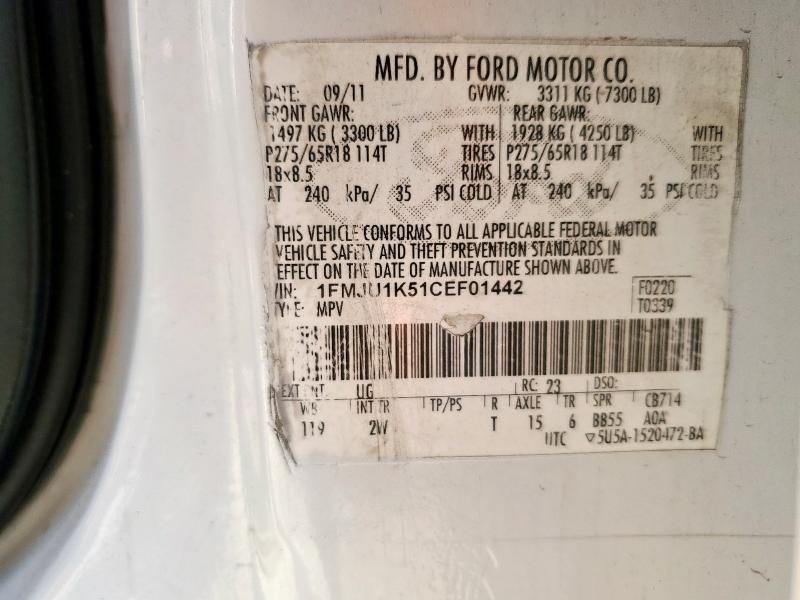 MFD. BY FORD MOTOR CO.
DATE: 09/11 GVWR: 3311 KG ( 7300 LB)
FRONT GAWR: REAR GAWR:
1497 KG ( 3300 LB) WITH 1928 KG ( 4250 LB) WITH
P275/65R18 114T TIRES P275/65R18 114T TIRES
18x8.5 RIMS 18x8.5 RIMS
AT 240 kPa/ 35 PSI COLD AT 240 kPa/ 35 PSI COLD
THIS VEHICLE CONFORMS TO ALL APPLICABLE FEDERAL MOTOR
VEHICLE SAFETY AND THEFT PREVENTION STANDARDS IN
EFFECT ON THE DATE OF MANUFACTURE SHOWN ABOVE.
VIN: 1FMJU1K51CEF01442 F0220
TYPE: MPV T0339
EXT PNT: UG RC: 23 DSO:
WB INT TR TP/PS R AXLE TR SPR CB714
119 2W T 15 6 BB55 AOA
UTC ▽5U5A-1520472-BA